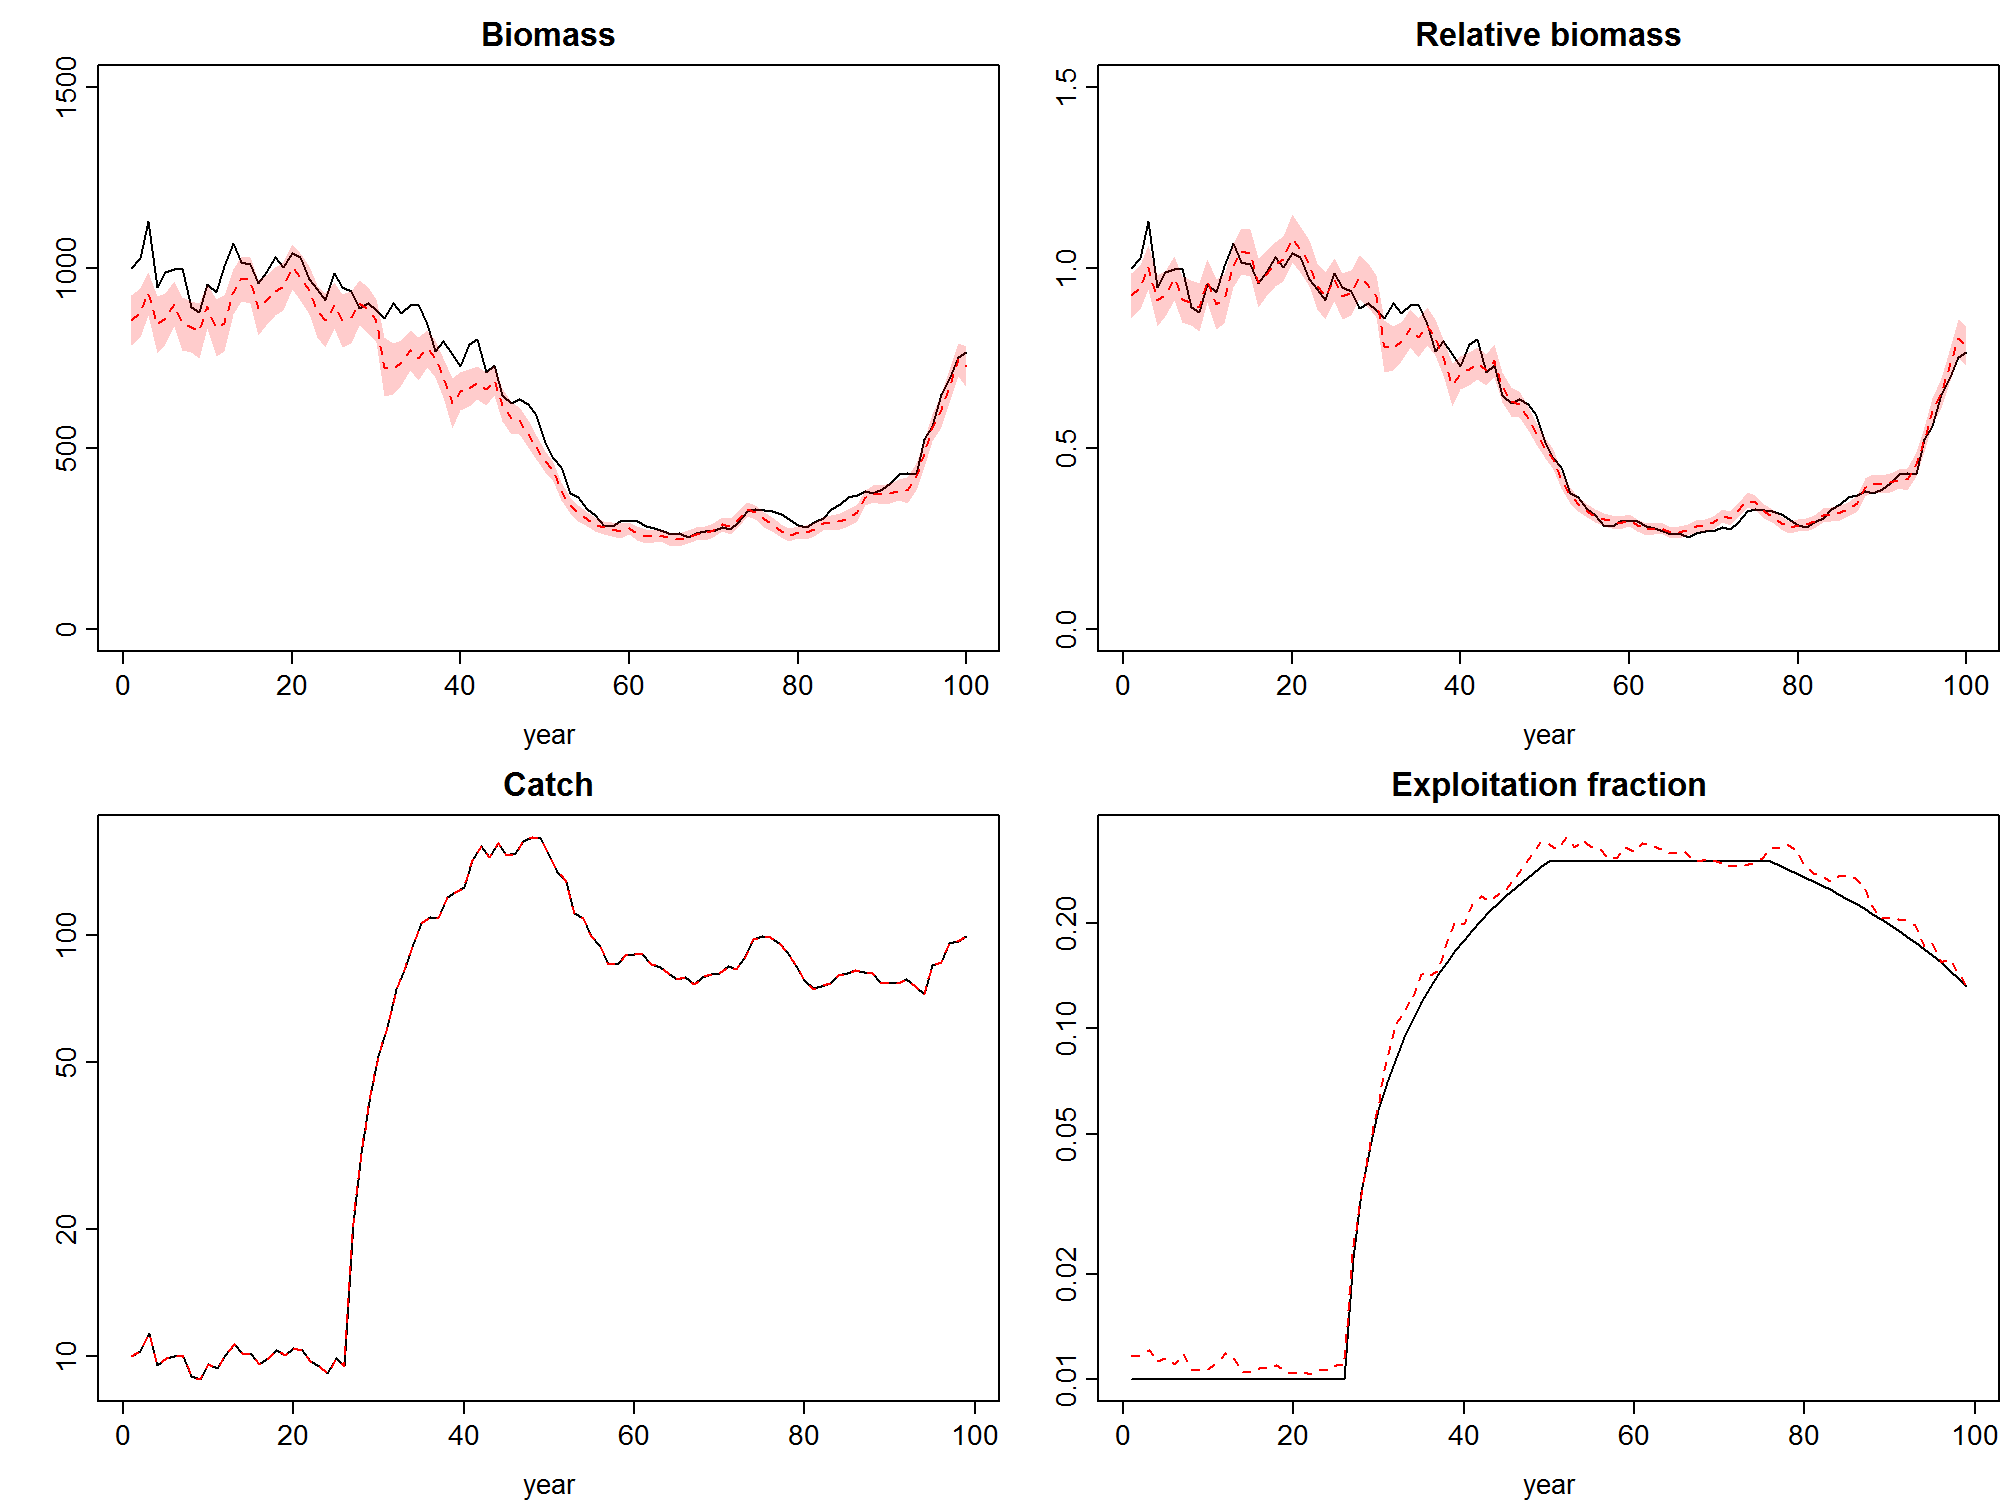 Biomass
1500
1000
500
0
0 20 40 60 80 100
year
Relative biomass
1.5
1.0
0.5
0.0
0 20 40 60 80 100
year
Catch
100
50
20
10
0 20 40 60 80 100
year
Exploitation fraction
0.20
0.10
0.05
0.02
0.01
0 20 40 60 80 100
year